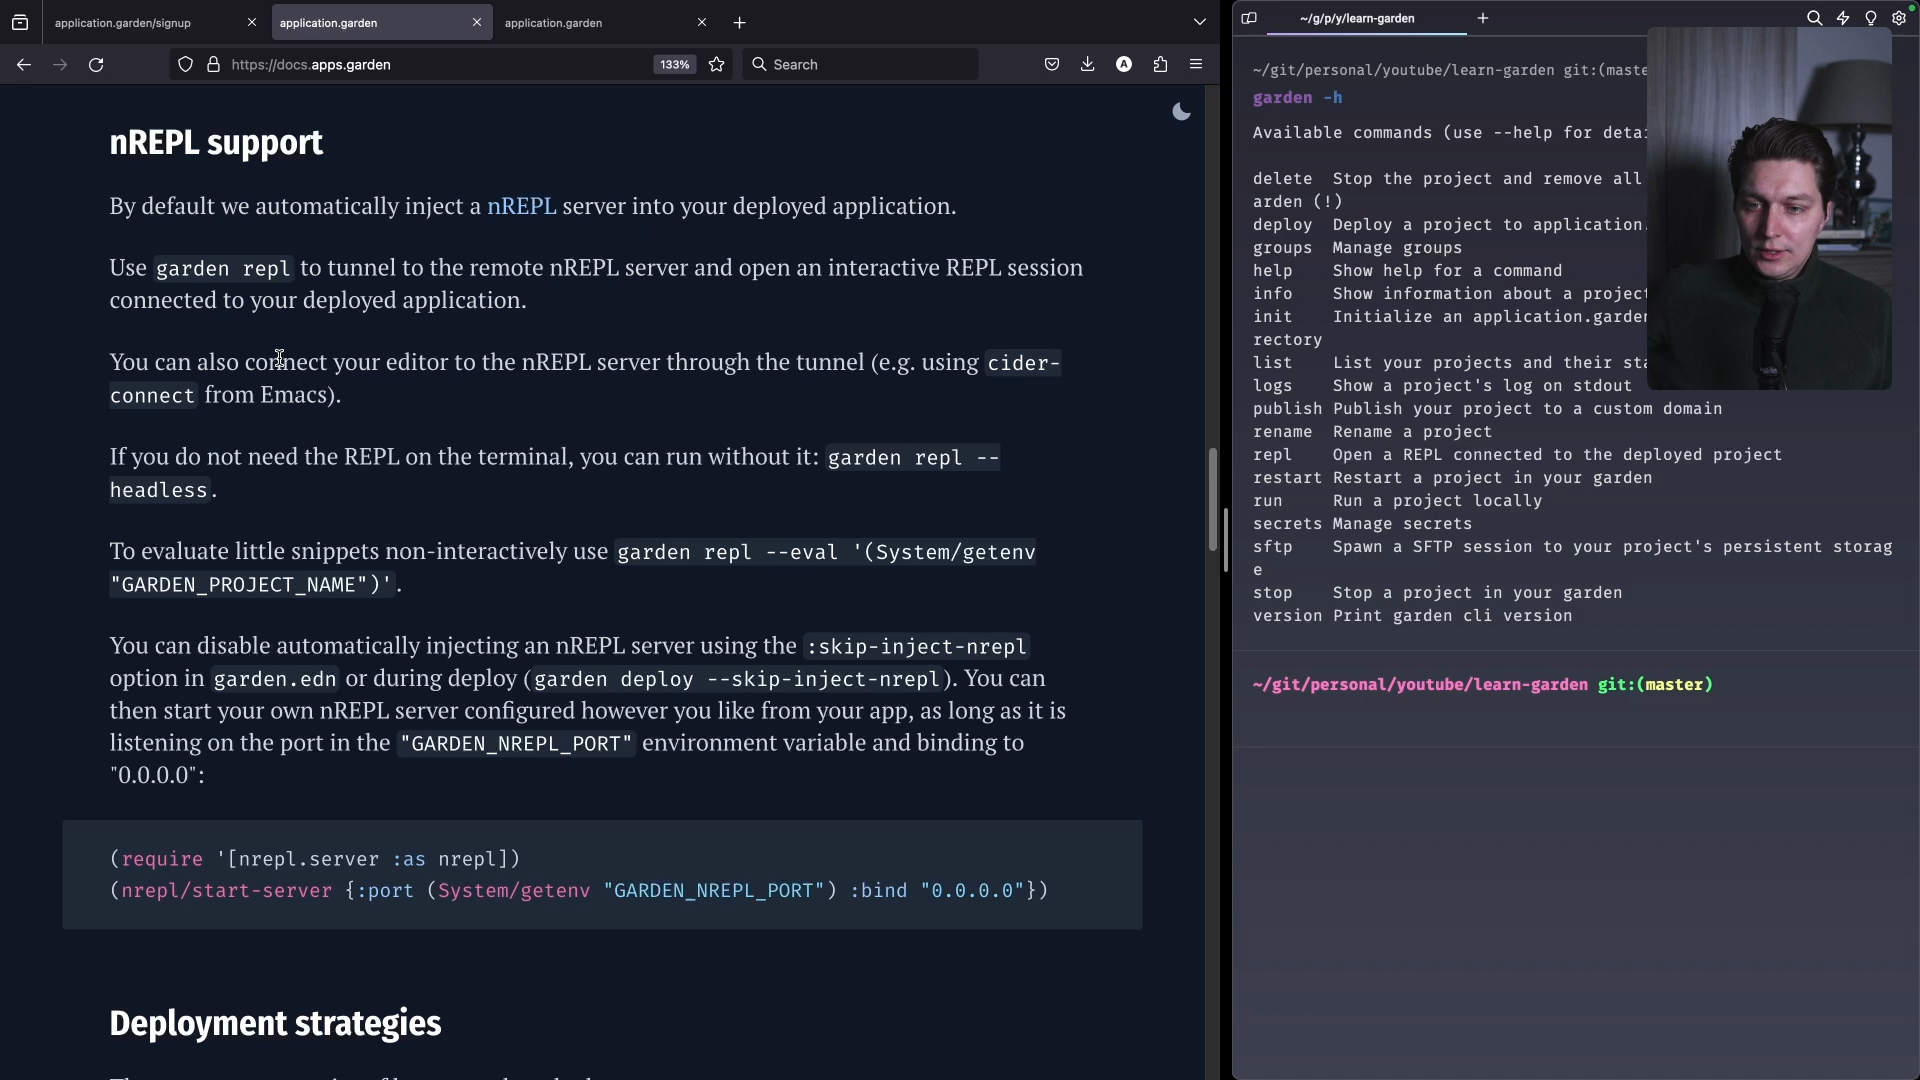 application.garden/signup
application.garden
application.garden
~/g/p/y/learn-garden
https://docs.apps.garden
133%
Search
nREPL support
By default we automatically inject a nREPL server into your deployed application.
Use garden repl to tunnel to the remote nREPL server and open an interactive REPL session
connected to your deployed application.
You can also connect your editor to the nREPL server through the tunnel (e.g. using cider-
connect from Emacs).
If you do not need the REPL on the terminal, you can run without it: garden repl --
headless.
To evaluate little snippets non-interactively use garden repl --eval '(System/getenv
"GARDEN_PROJECT_NAME")'.
You can disable automatically injecting an nREPL server using the :skip-inject-nrepl
option in garden.edn or during deploy (garden deploy --skip-inject-nrepl). You can
then start your own nREPL server configured however you like from your app, as long as it is
listening on the port in the "GARDEN_NREPL_PORT" environment variable and binding to
"0.0.0.0":
(require '[nrepl.server :as nrepl])
(nrepl/start-server {:port (System/getenv "GARDEN_NREPL_PORT") :bind "0.0.0.0"})
Deployment strategies
~/git/personal/youtube/learn-garden git:(maste
garden -h
Available commands (use --help for detai
delete Stop the project and remove all
arden (!)
deploy Deploy a project to application.
groups Manage groups
help Show help for a command
info Show information about a project
init Initialize an application.garden
rectory
list List your projects and their sta
logs Show a project's log on stdout
publish Publish your project to a custom domain
rename Rename a project
repl Open a REPL connected to the deployed project
restart Restart a project in your garden
run Run a project locally
secrets Manage secrets
sftp Spawn a SFTP session to your project's persistent storag
e
stop Stop a project in your garden
version Print garden cli version
~/git/personal/youtube/learn-garden git:(master)